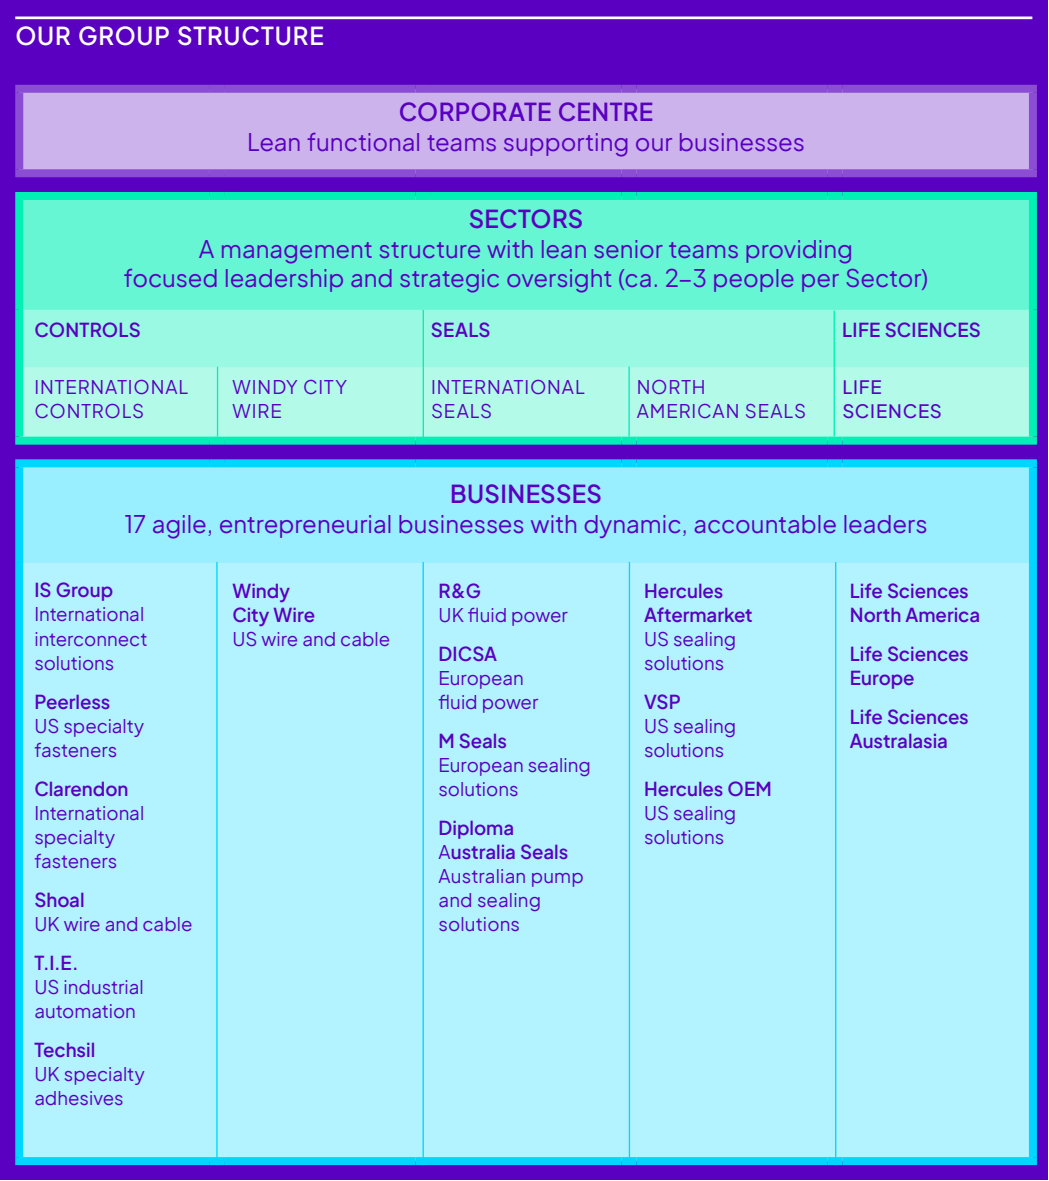 OUR GROUP STRUCTURE
CORPORATE CENTRE
Lean functional teams supporting our businesses
SECTORS
A management structure with lean senior teams providing
focused leadership and strategic oversight (ca. 2–3 people per Sector)
CONTROLS
SEALS
LIFE SCIENCES
INTERNATIONAL
CONTROLS
WINDY CITY
WIRE
INTERNATIONAL
SEALS
NORTH
AMERICAN SEALS
LIFE
SCIENCES
BUSINESSES
17 agile, entrepreneurial businesses with dynamic, accountable leaders
IS Group
International
interconnect
solutions
Peerless
US specialty
fasteners
Clarendon
International
specialty
fasteners
Shoal
UK wire and cable
T.I.E.
US industrial
automation
Techsil
UK specialty
adhesives
Windy
City Wire
US wire and cable
R&G
UK fluid power
DICSA
European
fluid power
M Seals
European sealing
solutions
Diploma
Australia Seals
Australian pump
and sealing
solutions
Hercules
Aftermarket
US sealing
solutions
VSP
US sealing
solutions
Hercules OEM
US sealing
solutions
Life Sciences
North America
Life Sciences
Europe
Life Sciences
Australasia